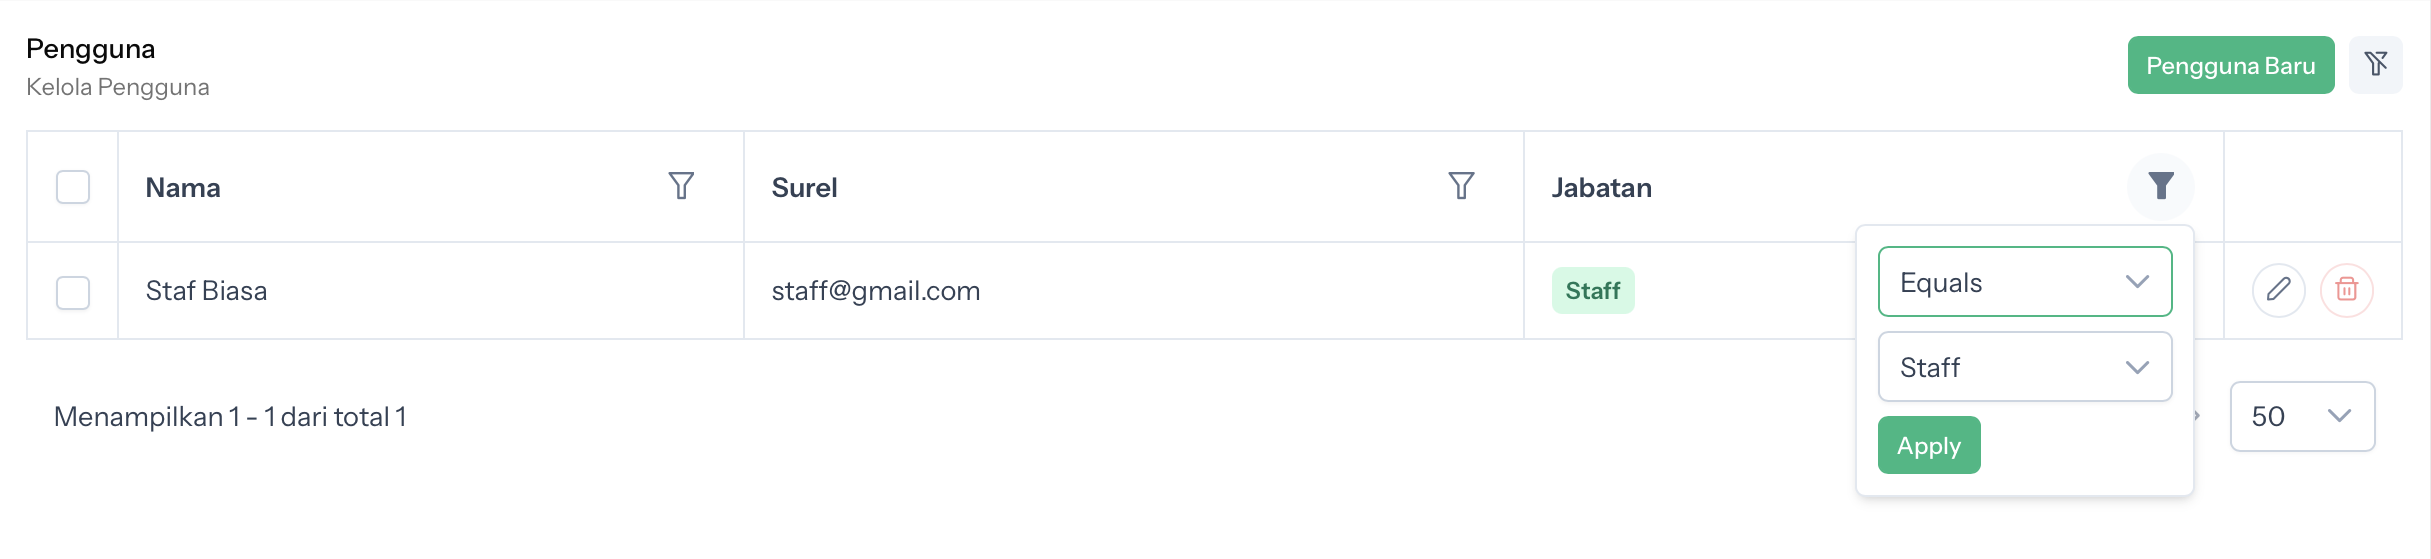 Pengguna
Kelola Pengguna
Pengguna Baru
Nama
Surel
Jabatan
Staf Biasa
staff@gmail.com
Staff
Equals
Staff
Apply
Menampilkan 1 - 1 dari total 1
50